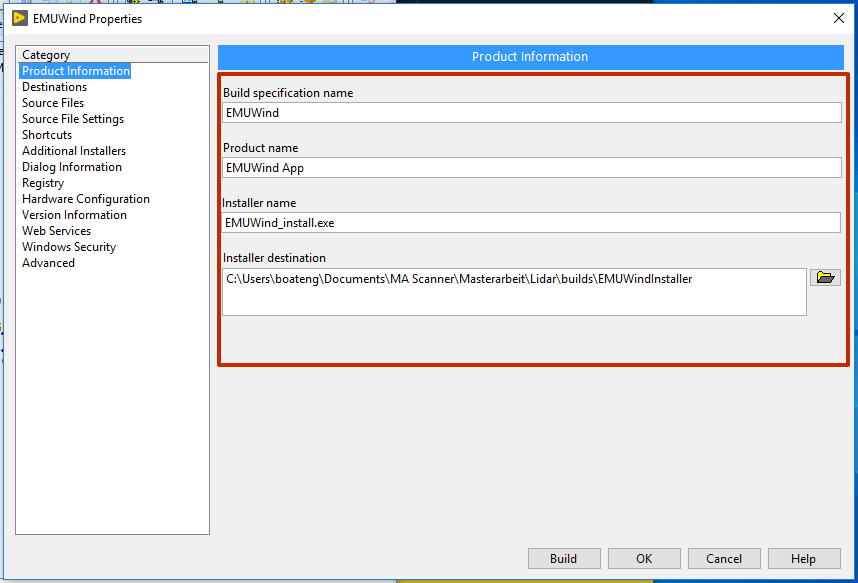 EMUWind Properties
Category
Product Information
Destinations
Source Files
Source File Settings
Shortcuts
Additional Installers
Dialog Information
Registry
Hardware Configuration
Version Information
Web Services
Windows Security
Advanced
Product Information
Build specification name
EMUWind
Product name
EMUWind App
Installer name
EMUWind_install.exe
Installer destination
C:\Users\boateng\Documents\MA Scanner\Masterarbeit\Lidar\builds\EMUWindInstaller
Build
OK
Cancel
Help